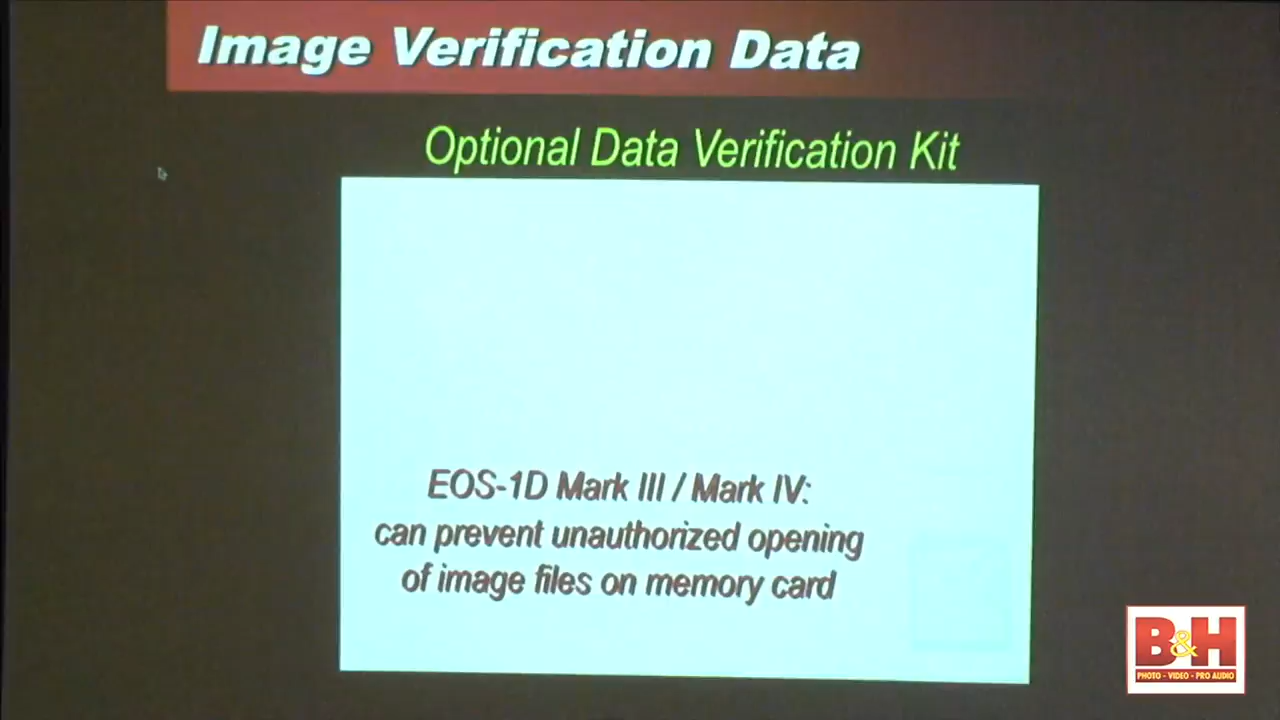 Image Verification Data
Optional Data Verification Kit
EOS-1D Mark III / Mark IV:
can prevent unauthorized opening
of image files on memory card
B&H
PHOTO - VIDEO - PRO AUDIO